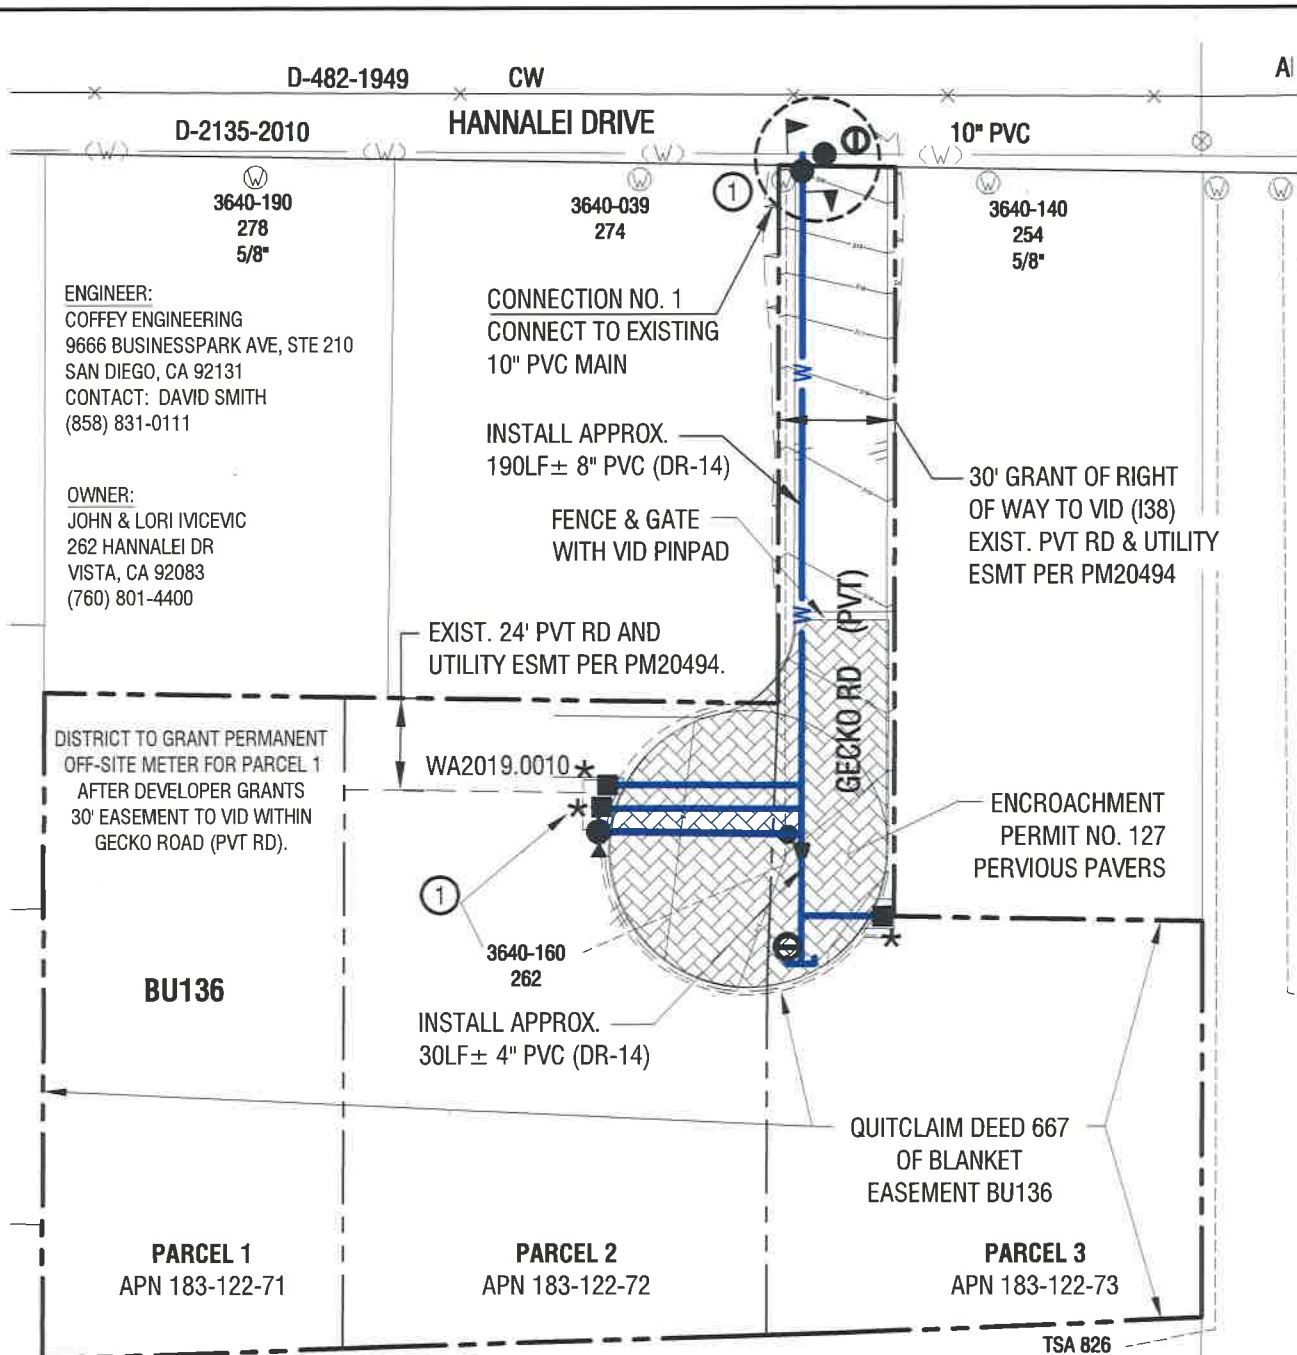 D-482-1949
CW
HANNALEI DRIVE
D-2135-2010
10" PVC
(W)
(W)
(W)
(W)
W
3640-190
278
5/8"
W
3640-039
274
1
W
3640-140
254
5/8"
W
W
ENGINEER:
COFFEY ENGINEERING
9666 BUSINESSPARK AVE, STE 210
SAN DIEGO, CA 92131
CONTACT: DAVID SMITH
(858) 831-0111
OWNER:
JOHN & LORI IVICEVIC
262 HANNALEI DR
VISTA, CA 92083
(760) 801-4400
CONNECTION NO. 1
CONNECT TO EXISTING
10" PVC MAIN
W
INSTALL APPROX.
190LF± 8" PVC (DR-14)
FENCE & GATE
WITH VID PINPAD
W
30' GRANT OF RIGHT
OF WAY TO VID (I38)
EXIST. PVT RD & UTILITY
ESMT PER PM20494
GECKO RD (PVT)
EXIST. 24' PVT RD AND
UTILITY ESMT PER PM20494.
DISTRICT TO GRANT PERMANENT
OFF-SITE METER FOR PARCEL 1
AFTER DEVELOPER GRANTS
30' EASEMENT TO VID WITHIN
GECKO ROAD (PVT RD).
WA2019.0010 *
*
ENCROACHMENT
PERMIT NO. 127
PERVIOUS PAVERS
1
3640-160
262
*
BU136
INSTALL APPROX.
30LF± 4" PVC (DR-14)
QUITCLAIM DEED 667
OF BLANKET
EASEMENT BU136
PARCEL 1
APN 183-122-71
PARCEL 2
APN 183-122-72
PARCEL 3
APN 183-122-73
TSA 826